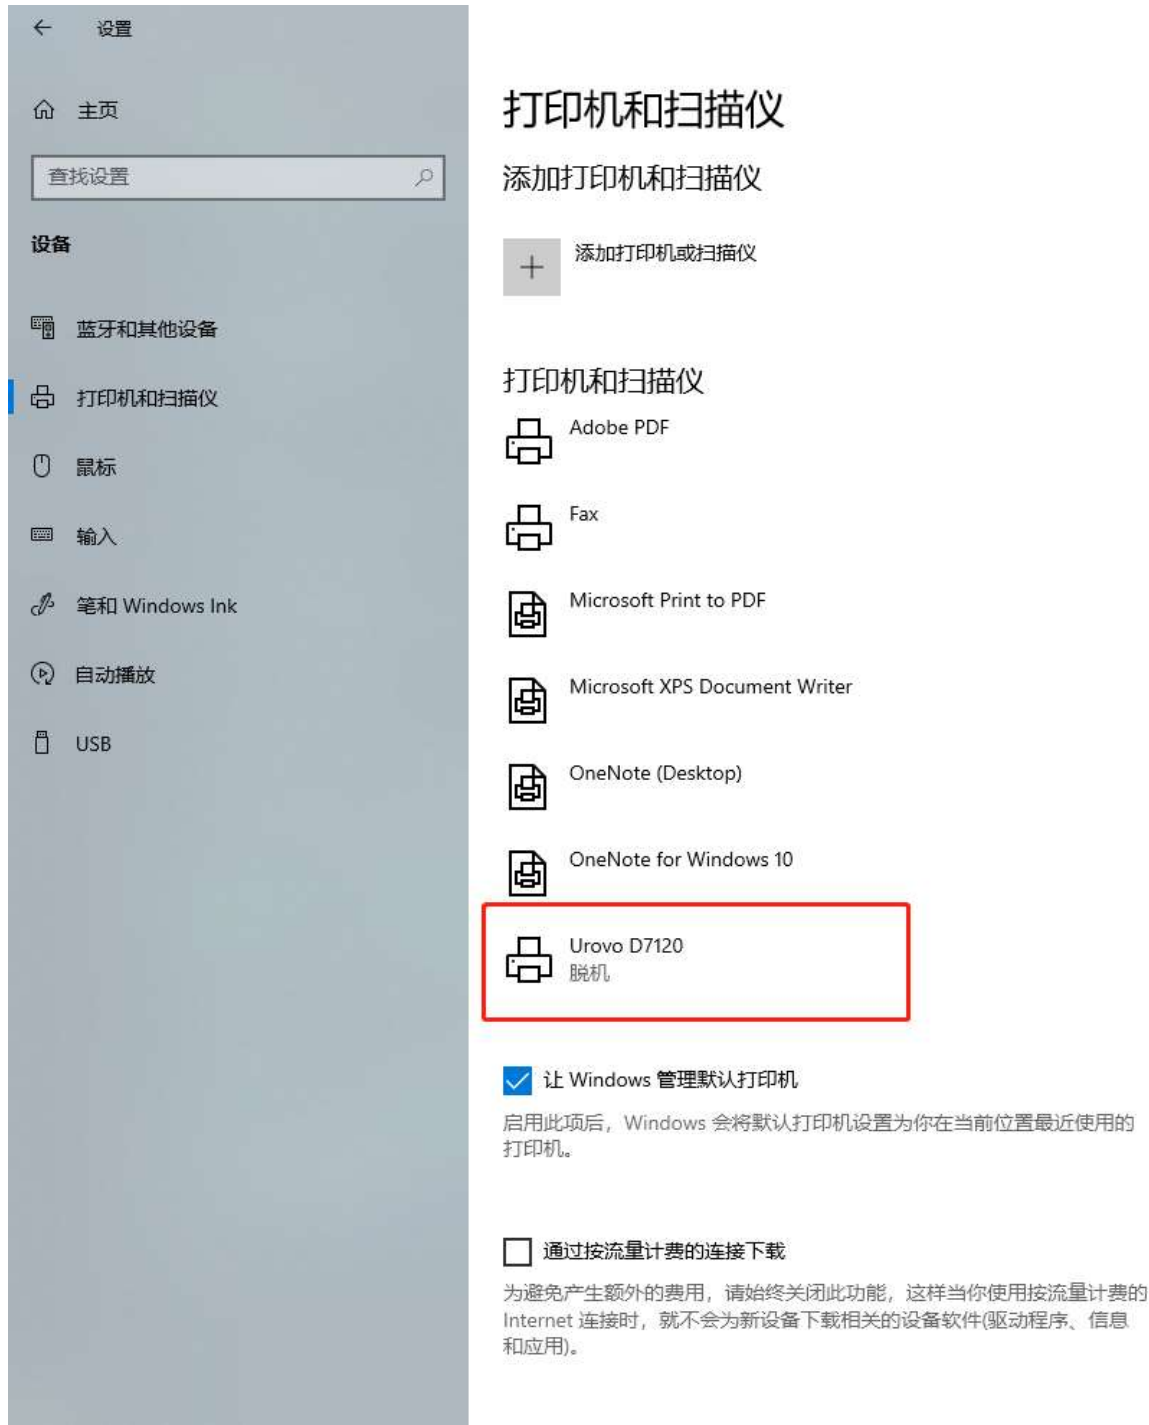 设置
主页
查找设置
设备
蓝牙和其他设备
打印机和扫描仪
鼠标
输入
笔和 Windows Ink
自动播放
USB
打印机和扫描仪
添加打印机和扫描仪
添加打印机或扫描仪
打印机和扫描仪
Adobe PDF
Fax
Microsoft Print to PDF
Microsoft XPS Document Writer
OneNote (Desktop)
OneNote for Windows 10
Urovo D7120
脱机
让 Windows 管理默认打印机
启用此项后，Windows 会将默认打印机设置为你在当前位置最近使用的
打印机。
通过按流量计费的连接下载
为避免产生额外的费用，请始终关闭此功能，这样当你使用按流量计费的
Internet 连接时，就不会为新设备下载相关的设备软件(驱动程序、信息
和应用)。